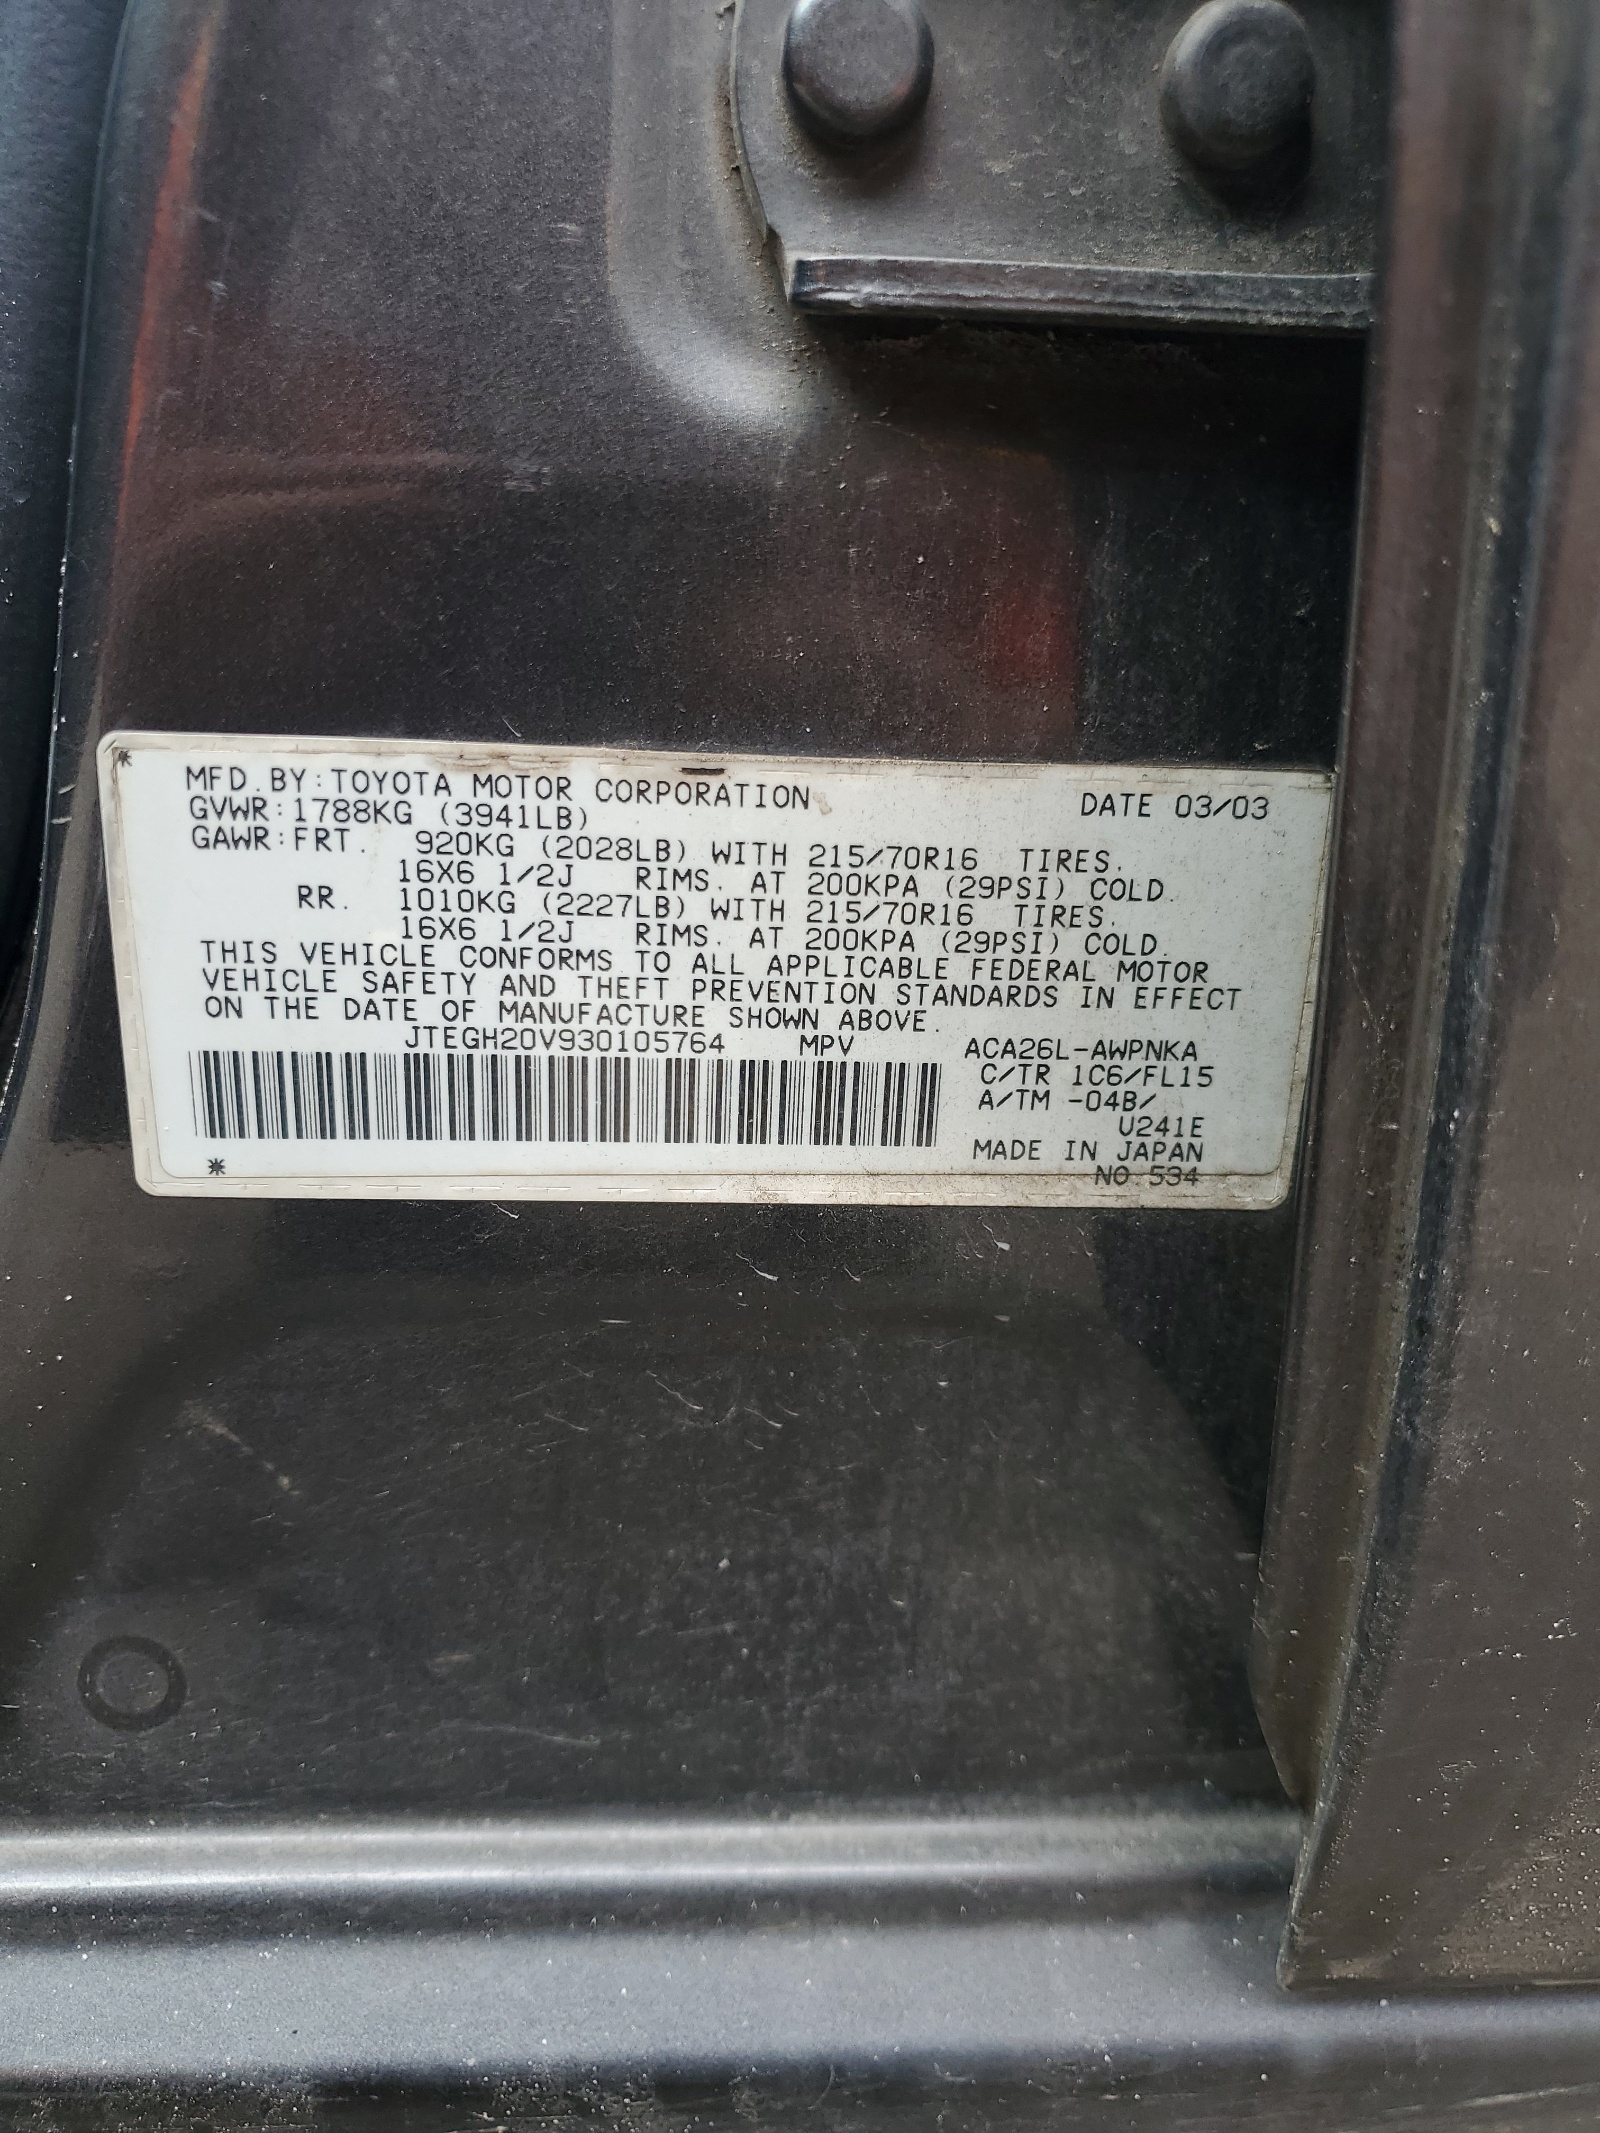 MFD.BY:TOYOTA MOTOR CORPORATION DATE 03/03
GVWR:1788KG (3941LB)
GAWR:FRT. 920KG (2028LB) WITH 215/70R16 TIRES.
16X6 1/2J RIMS. AT 200KPA (29PSI) COLD.
RR. 1010KG (2227LB) WITH 215/70R16 TIRES.
16X6 1/2J RIMS. AT 200KPA (29PSI) COLD.
THIS VEHICLE CONFORMS TO ALL APPLICABLE FEDERAL MOTOR
VEHICLE SAFETY AND THEFT PREVENTION STANDARDS IN EFFECT
ON THE DATE OF MANUFACTURE SHOWN ABOVE.
JTEGH20V930105764 MPV ACA26L-AWPNKA
C/TR 1C6/FL15
A/TM -04B/
U241E
MADE IN JAPAN
NO.534